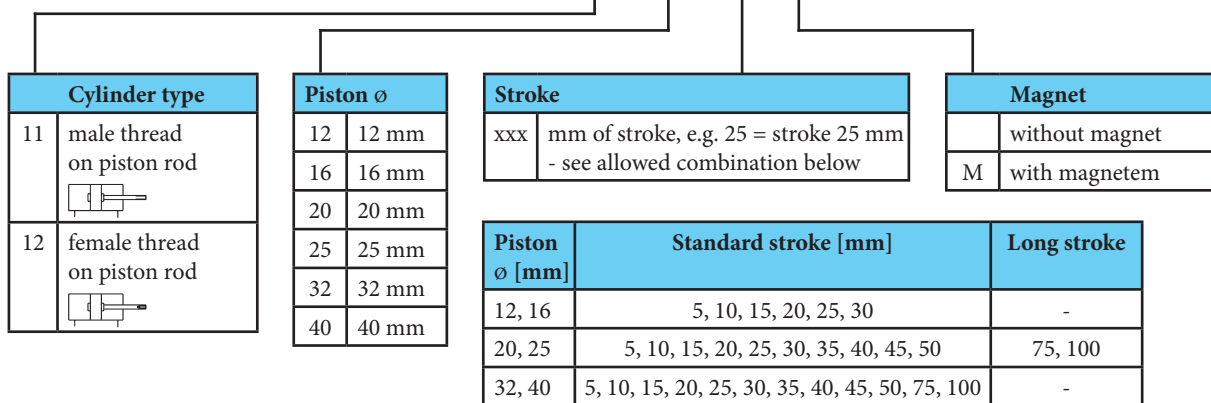 Cylinder type
11 male thread
on piston rod
12 female thread
on piston rod
Piston ø
12 12 mm
16 16 mm
20 20 mm
25 25 mm
32 32 mm
40 40 mm
Stroke
xxx mm of stroke, e.g. 25 = stroke 25 mm
- see allowed combination below
Magnet
without magnet
M with magnetem
Piston Standard stroke [mm] Long stroke
ø [mm]
12, 16 5, 10, 15, 20, 25, 30 -
20, 25 5, 10, 15, 20, 25, 30, 35, 40, 45, 50 75, 100
32, 40 5, 10, 15, 20, 25, 30, 35, 40, 45, 50, 75, 100 -